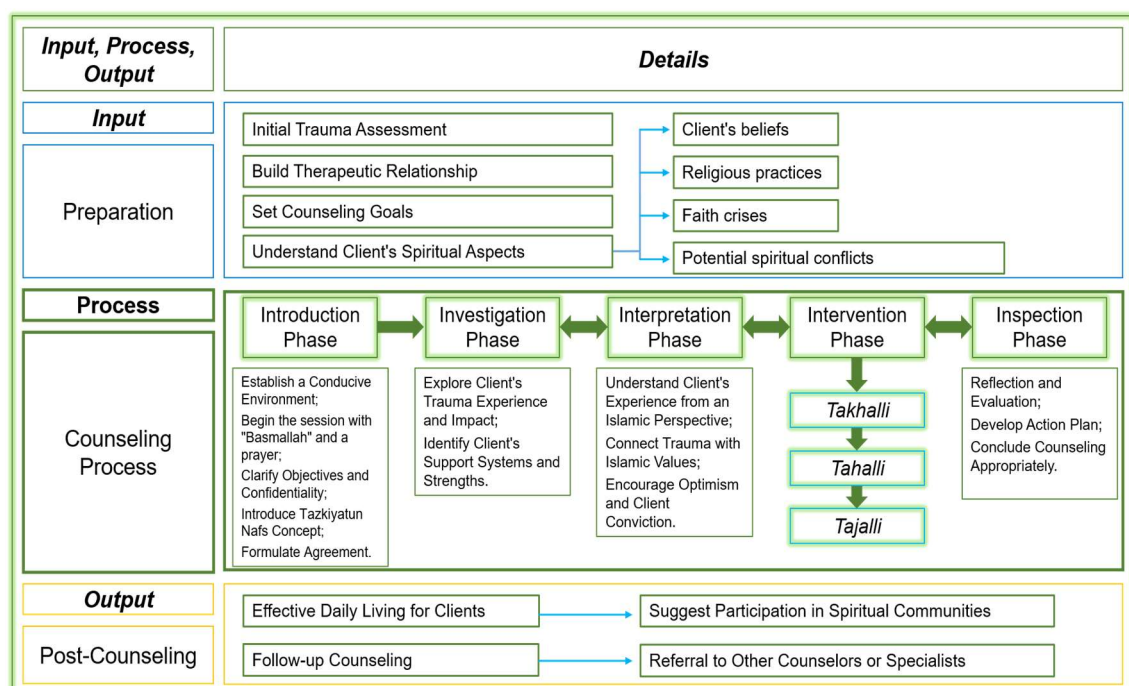 Input, Process,
Output
Details
Input
Preparation
Initial Trauma Assessment
Build Therapeutic Relationship
Set Counseling Goals
Understand Client's Spiritual Aspects
Client's beliefs
Religious practices
Faith crises
Potential spiritual conflicts
Process
Counseling
Process
Introduction
Phase
Establish a Conducive
Environment;
Begin the session with
"Basmallah" and a
prayer;
Clarify Objectives and
Confidentiality;
Introduce Tazkiyatun
Nafs Concept;
Formulate Agreement.
Investigation
Phase
Explore Client's
Trauma Experience
and Impact;
Identify Client's
Support Systems and
Strengths.
Interpretation
Phase
Understand Client's
Experience from an
Islamic Perspective;
Connect Trauma with
Islamic Values;
Encourage Optimism
and Client
Conviction.
Intervention
Phase
Takhalli
Tahalli
Tajalli
Inspection
Phase
Reflection and
Evaluation;
Develop Action Plan;
Conclude Counseling
Appropriately.
Output
Post-Counseling
Effective Daily Living for Clients
Suggest Participation in Spiritual Communities
Follow-up Counseling
Referral to Other Counselors or Specialists